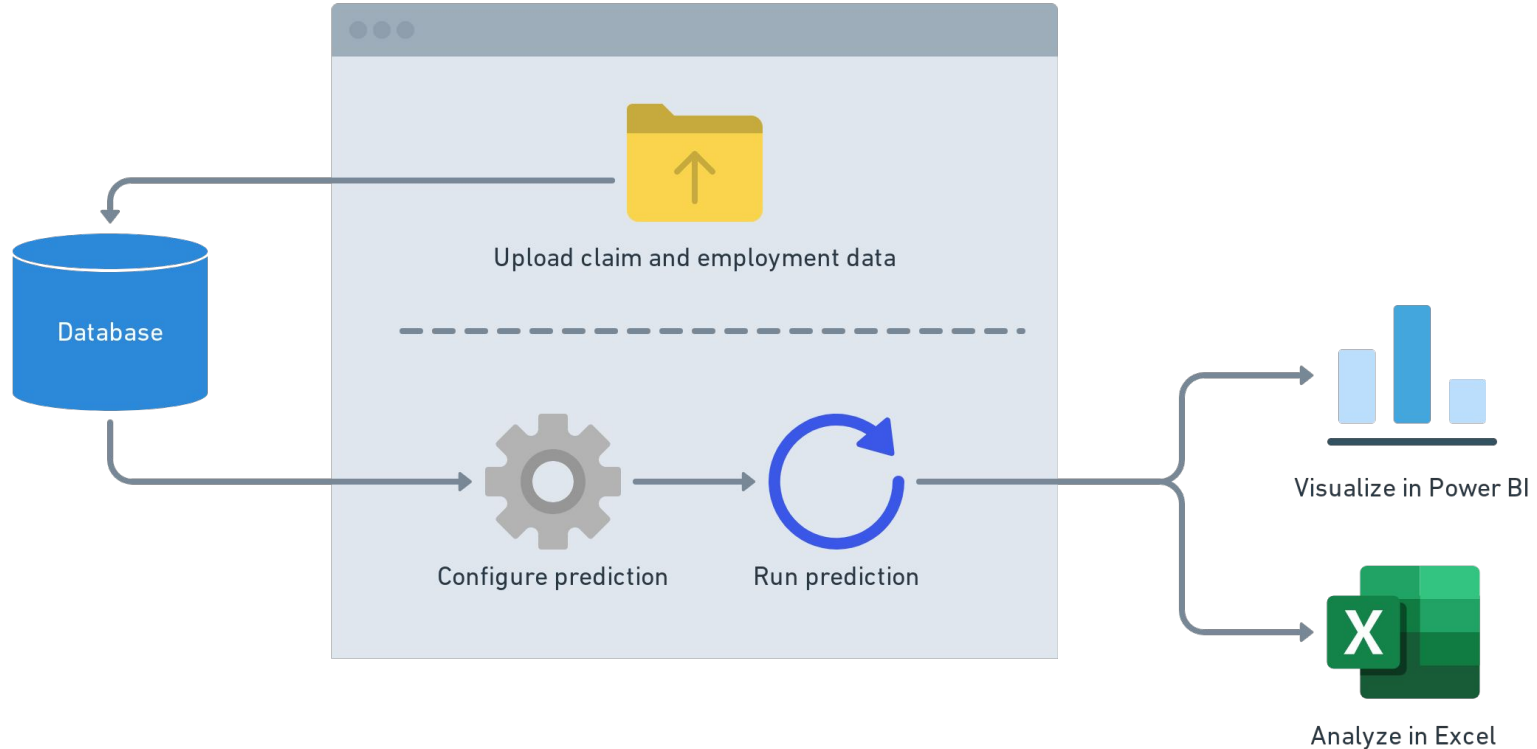 Upload claim and employment data
Database
Configure prediction
Run prediction
Visualize in Power BI
X
Analyze in Excel